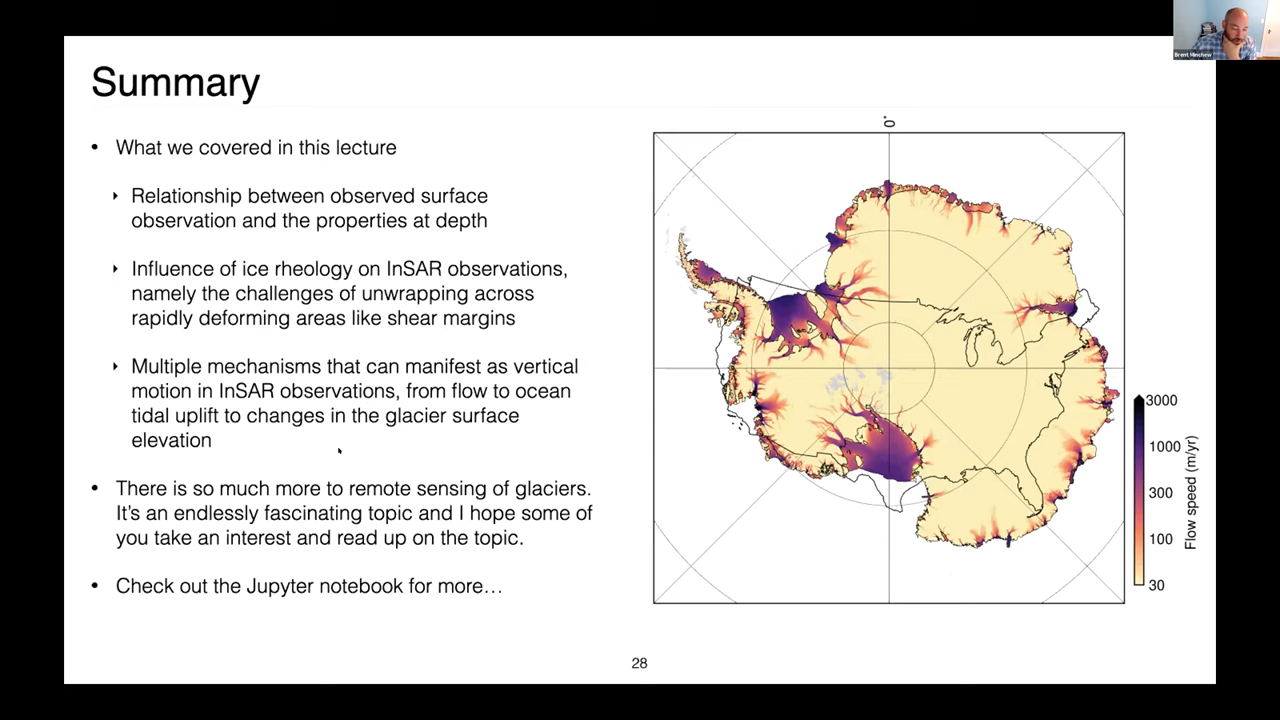 Summary
• What we covered in this lecture
‣ Relationship between observed surface
observation and the properties at depth
‣ Influence of ice rheology on InSAR observations,
namely the challenges of unwrapping across
rapidly deforming areas like shear margins
‣ Multiple mechanisms that can manifest as vertical
motion in InSAR observations, from flow to ocean
tidal uplift to changes in the glacier surface
elevation
• There is so much more to remote sensing of glaciers.
It's an endlessly fascinating topic and I hope some of
you take an interest and read up on the topic.
• Check out the Jupyter notebook for more…
0°
3000
1000
300
100
30
Flow speed (m/yr)
28
Brent Minchew